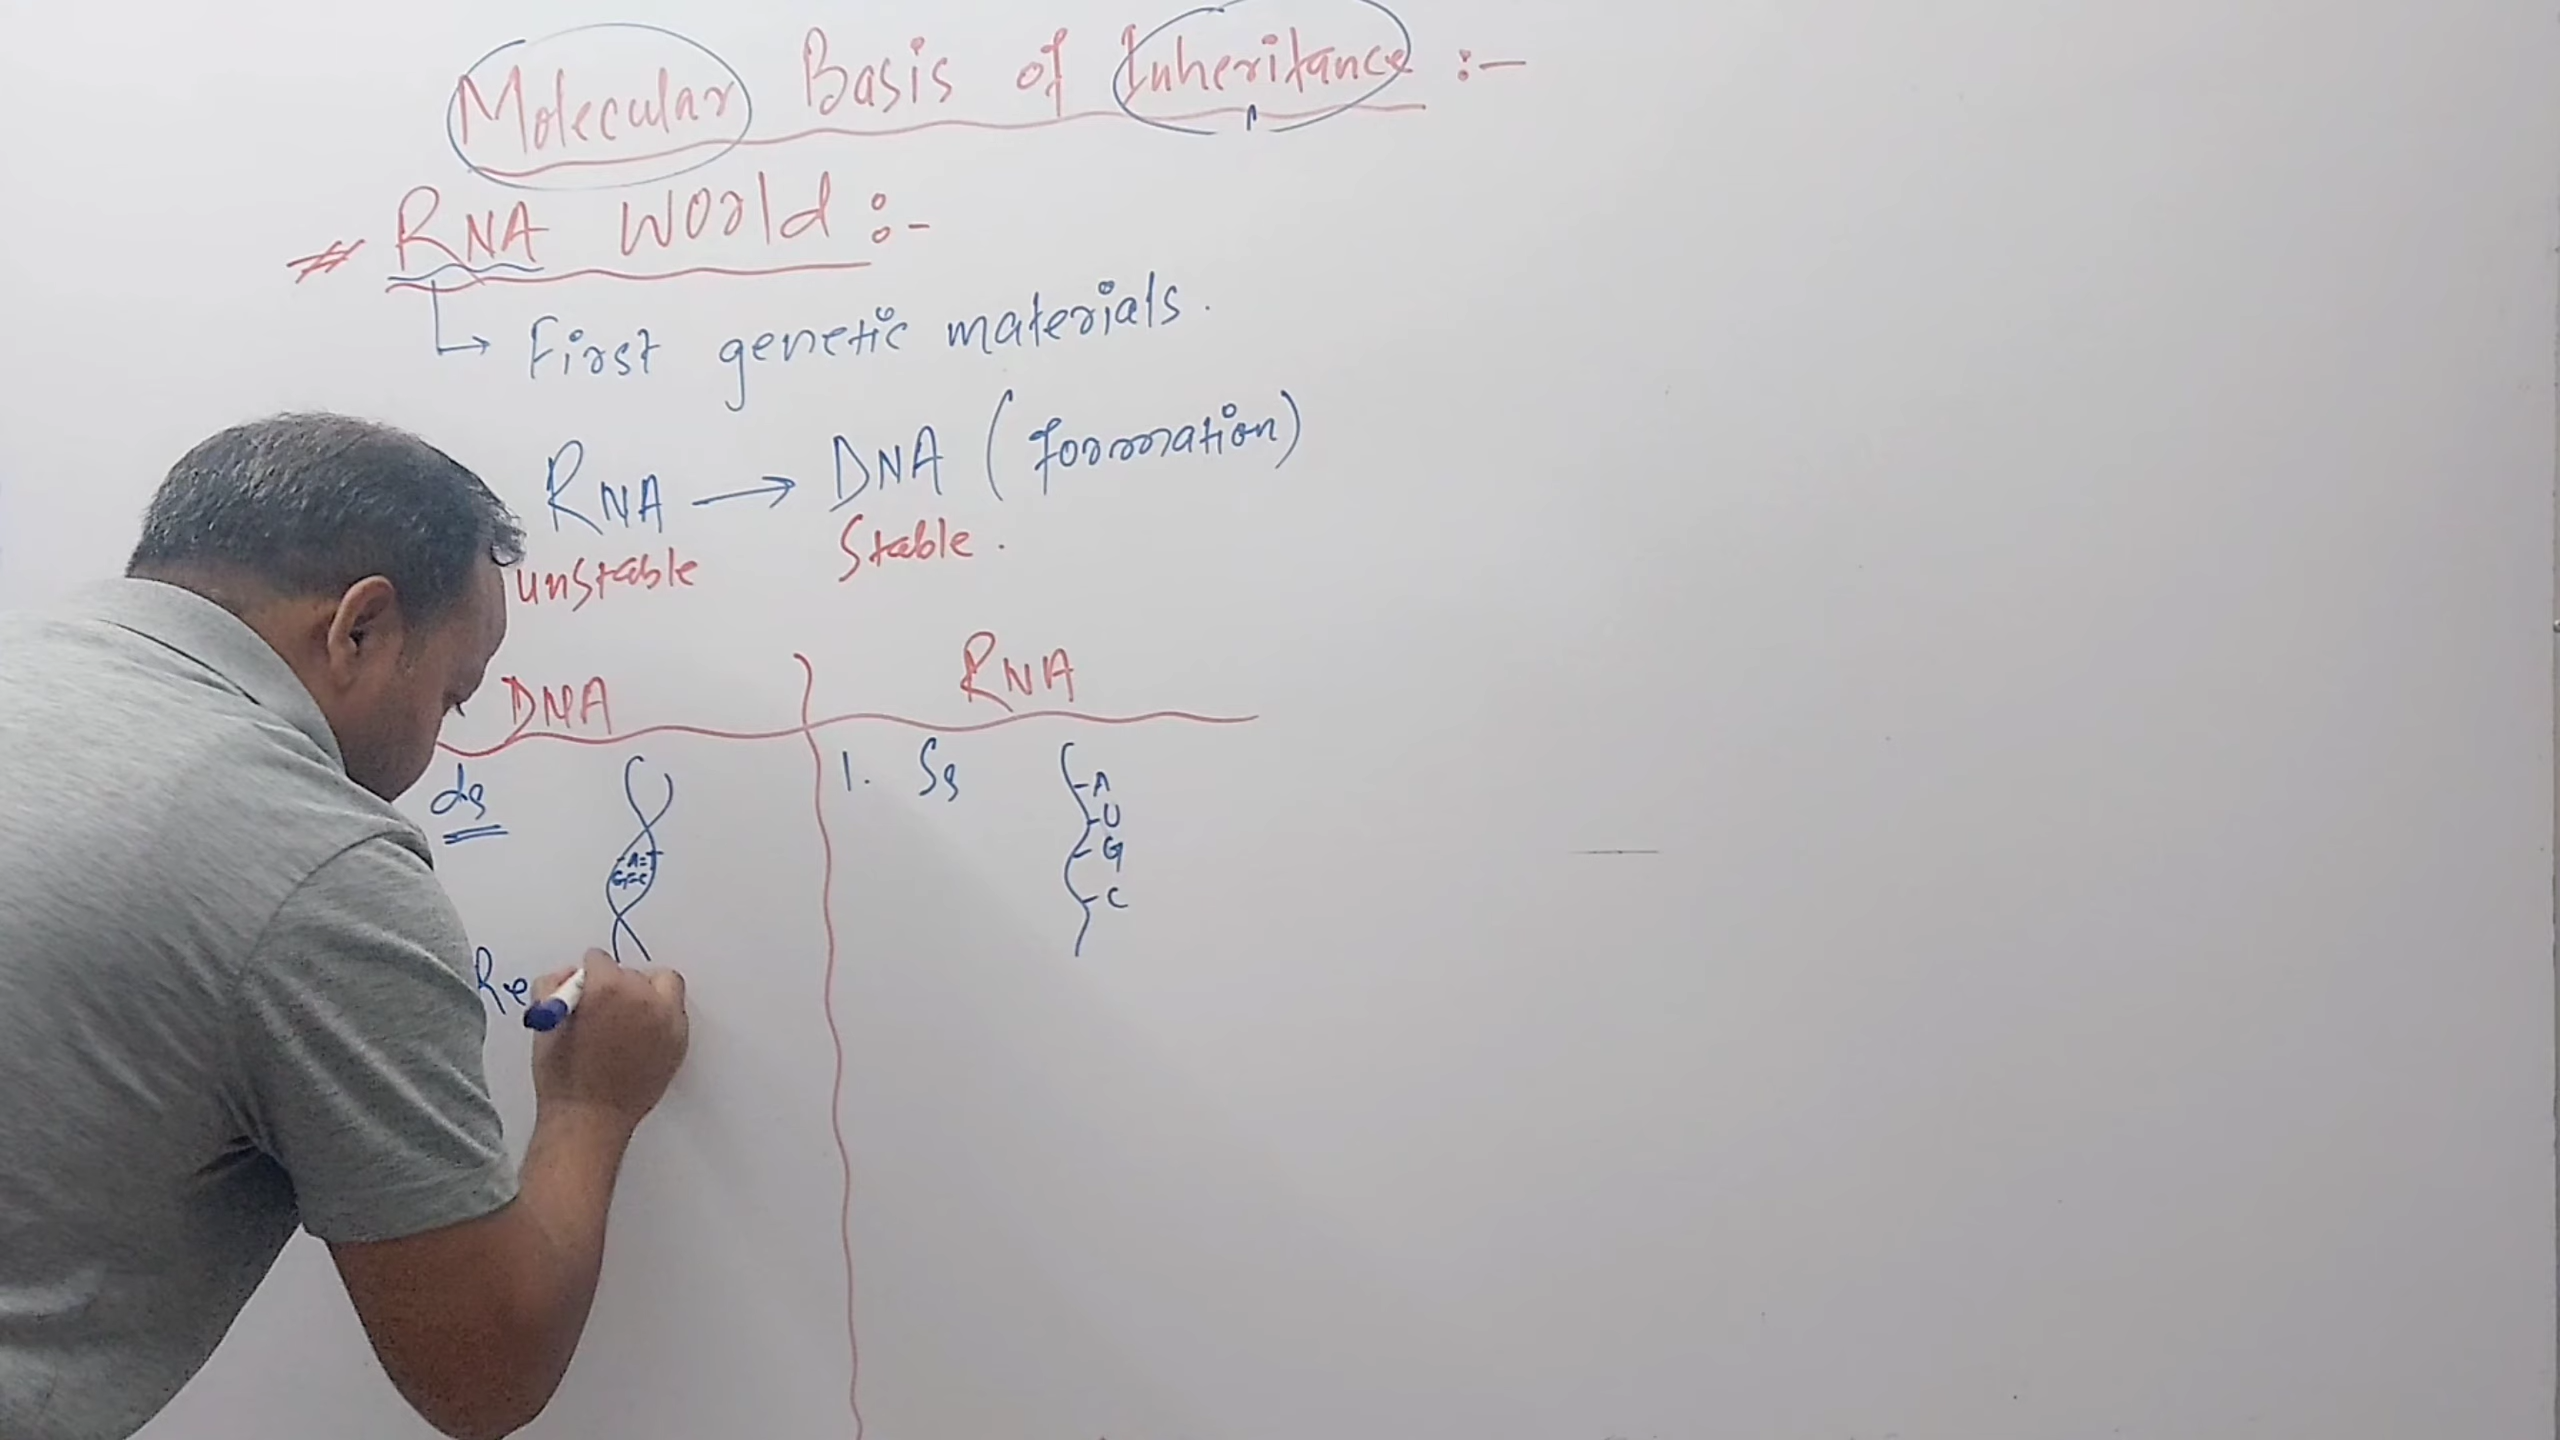 Molecular Basis of Inheritance :-
# RNA World :-
↳ First genetic materials.
RNA → DNA (formation)
unstable Stable.
DNA RNA
ds 1. Ss
-A=T
G≡C
-A
-U
-G
-C
Re